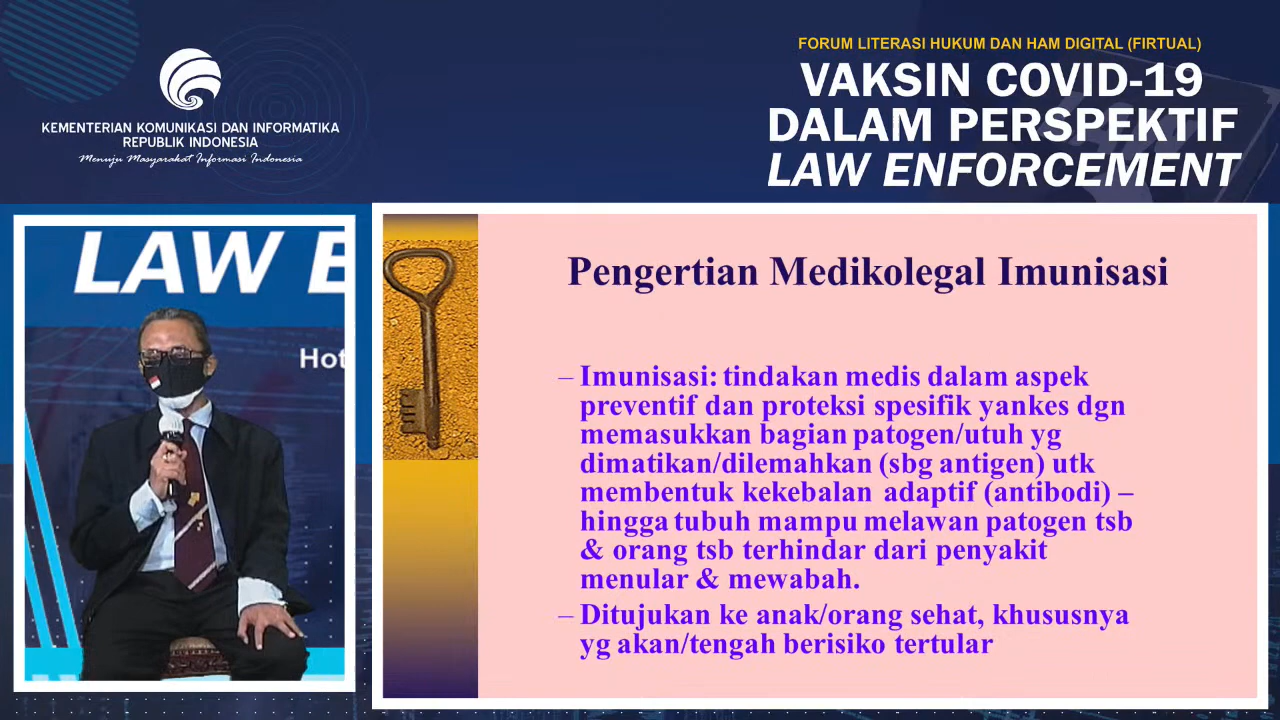 KEMENTERIAN KOMUNIKASI DAN INFORMATIKA
REPUBLIK INDONESIA
Menuju Masyarakat Informasi Indonesia
FORUM LITERASI HUKUM DAN HAM DIGITAL (FIRTUAL)
VAKSIN COVID-19
DALAM PERSPEKTIF
LAW ENFORCEMENT
LAW E
Hot
Pengertian Medikolegal Imunisasi
– Imunisasi: tindakan medis dalam aspek
preventif dan proteksi spesifik yankes dgn
memasukkan bagian patogen/utuh yg
dimatikan/dilemahkan (sbg antigen) utk
membentuk kekebalan adaptif (antibodi) –
hingga tubuh mampu melawan patogen tsb
& orang tsb terhindar dari penyakit
menular & mewabah.
– Ditujukan ke anak/orang sehat, khususnya
yg akan/tengah berisiko tertular